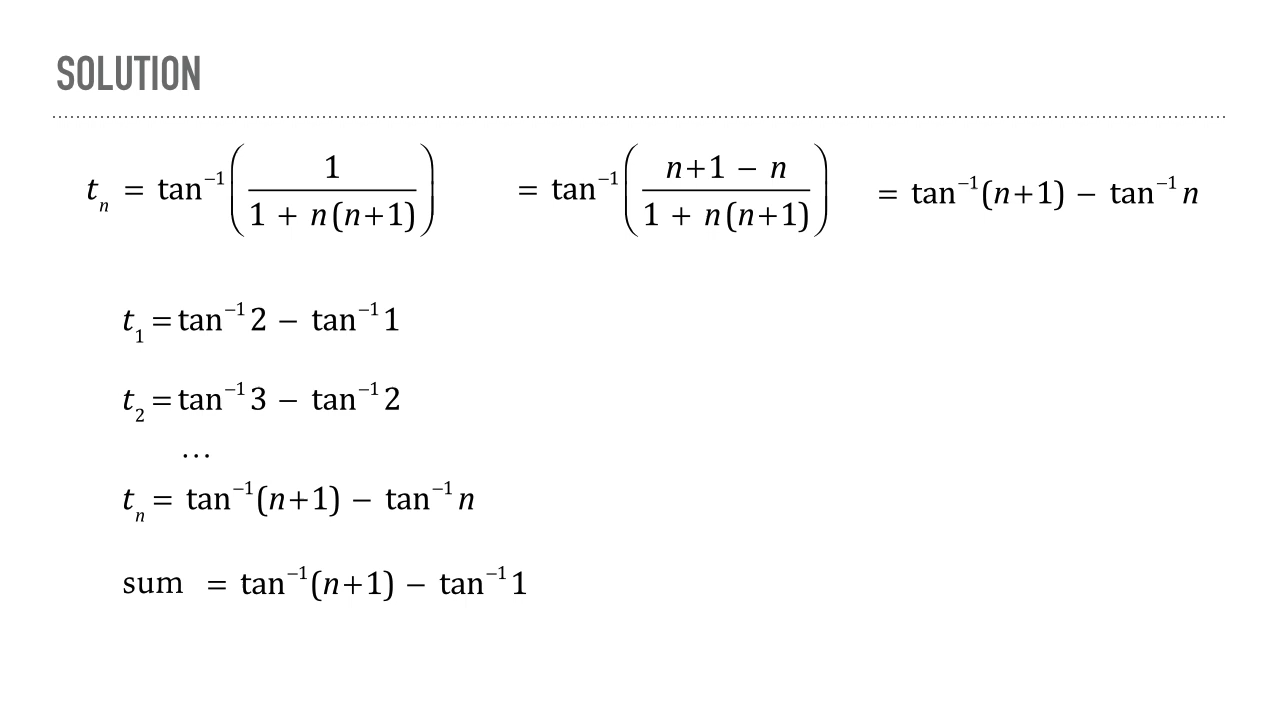 SOLUTION
tₙ = tan⁻¹(1 / (1 + n(n+1))) = tan⁻¹((n+1 − n) / (1 + n(n+1))) = tan⁻¹(n+1) − tan⁻¹n
t₁ = tan⁻¹2 − tan⁻¹1
t₂ = tan⁻¹3 − tan⁻¹2
…
tₙ = tan⁻¹(n+1) − tan⁻¹n
sum = tan⁻¹(n+1) − tan⁻¹1